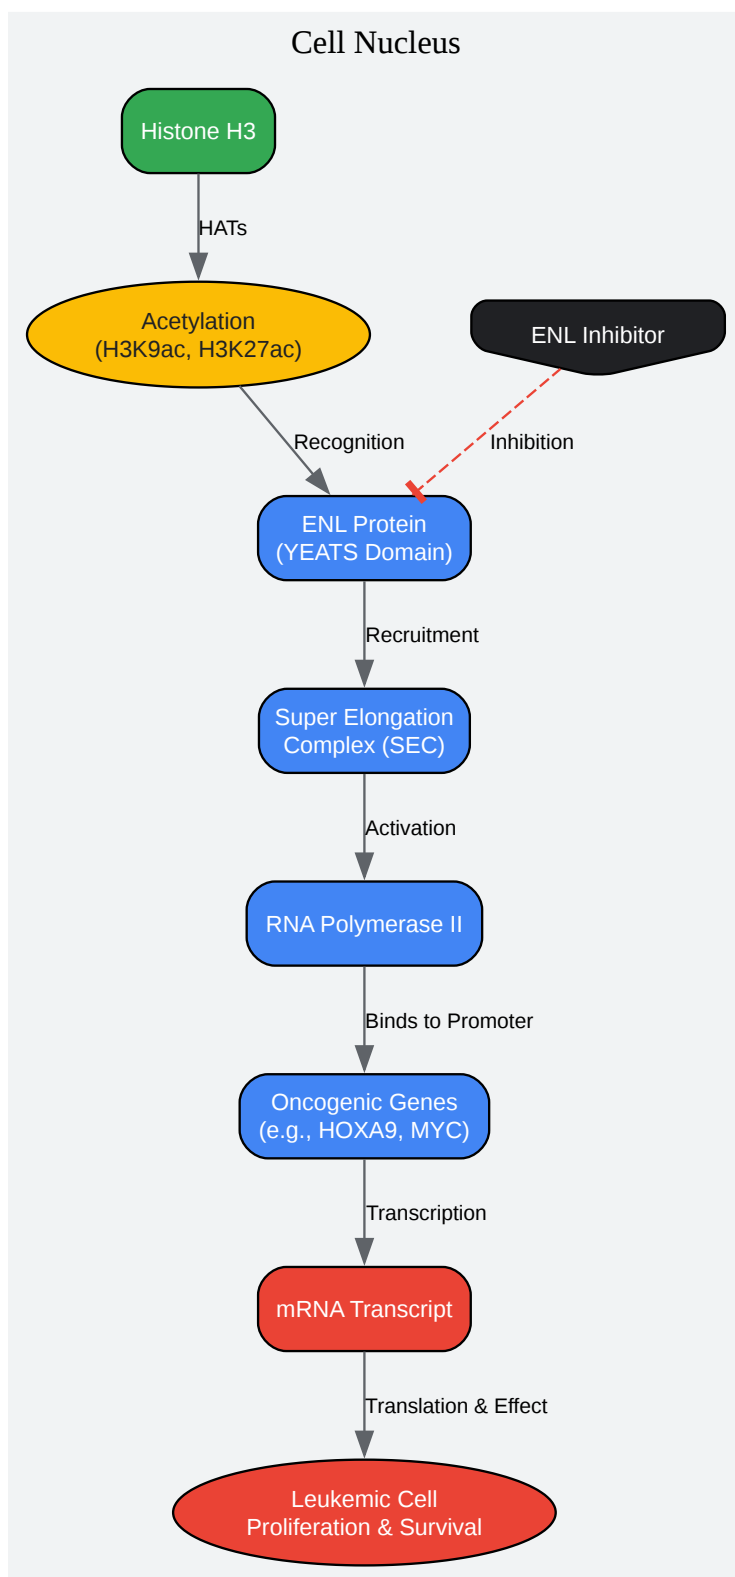 Cell Nucleus
Histone H3
HATs
Acetylation
(H3K9ac, H3K27ac)
ENL Inhibitor
Recognition
Inhibition
ENL Protein
(YEATS Domain)
Recruitment
Super Elongation
Complex (SEC)
Activation
RNA Polymerase II
Binds to Promoter
Oncogenic Genes
(e.g., HOXA9, MYC)
Transcription
mRNA Transcript
Translation & Effect
Leukemic Cell
Proliferation & Survival